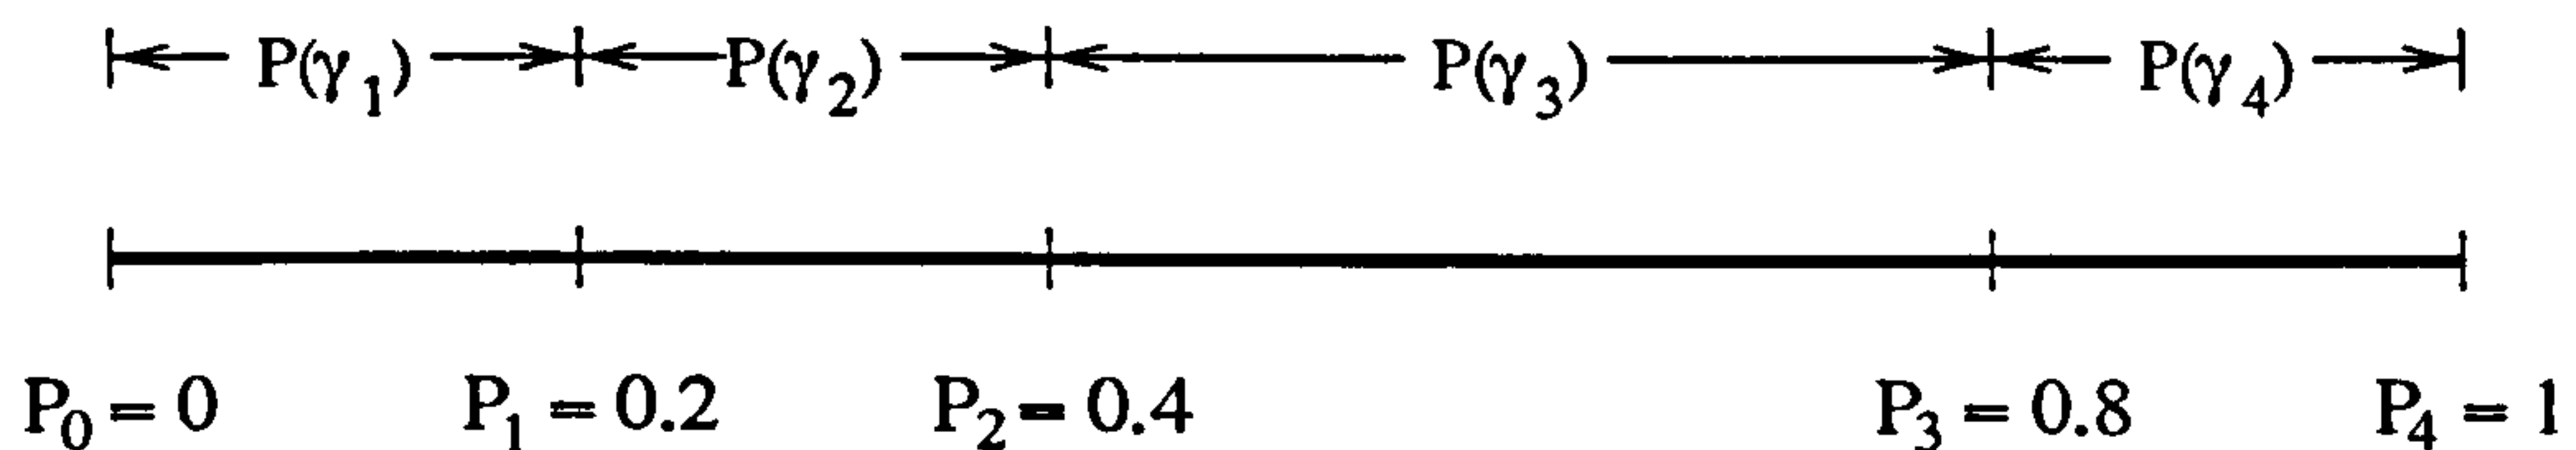 P(γ₁) P(γ₂) P(γ₃) P(γ₄)
P₀ = 0 P₁ = 0.2 P₂ = 0.4 P₃ = 0.8 P₄ = 1